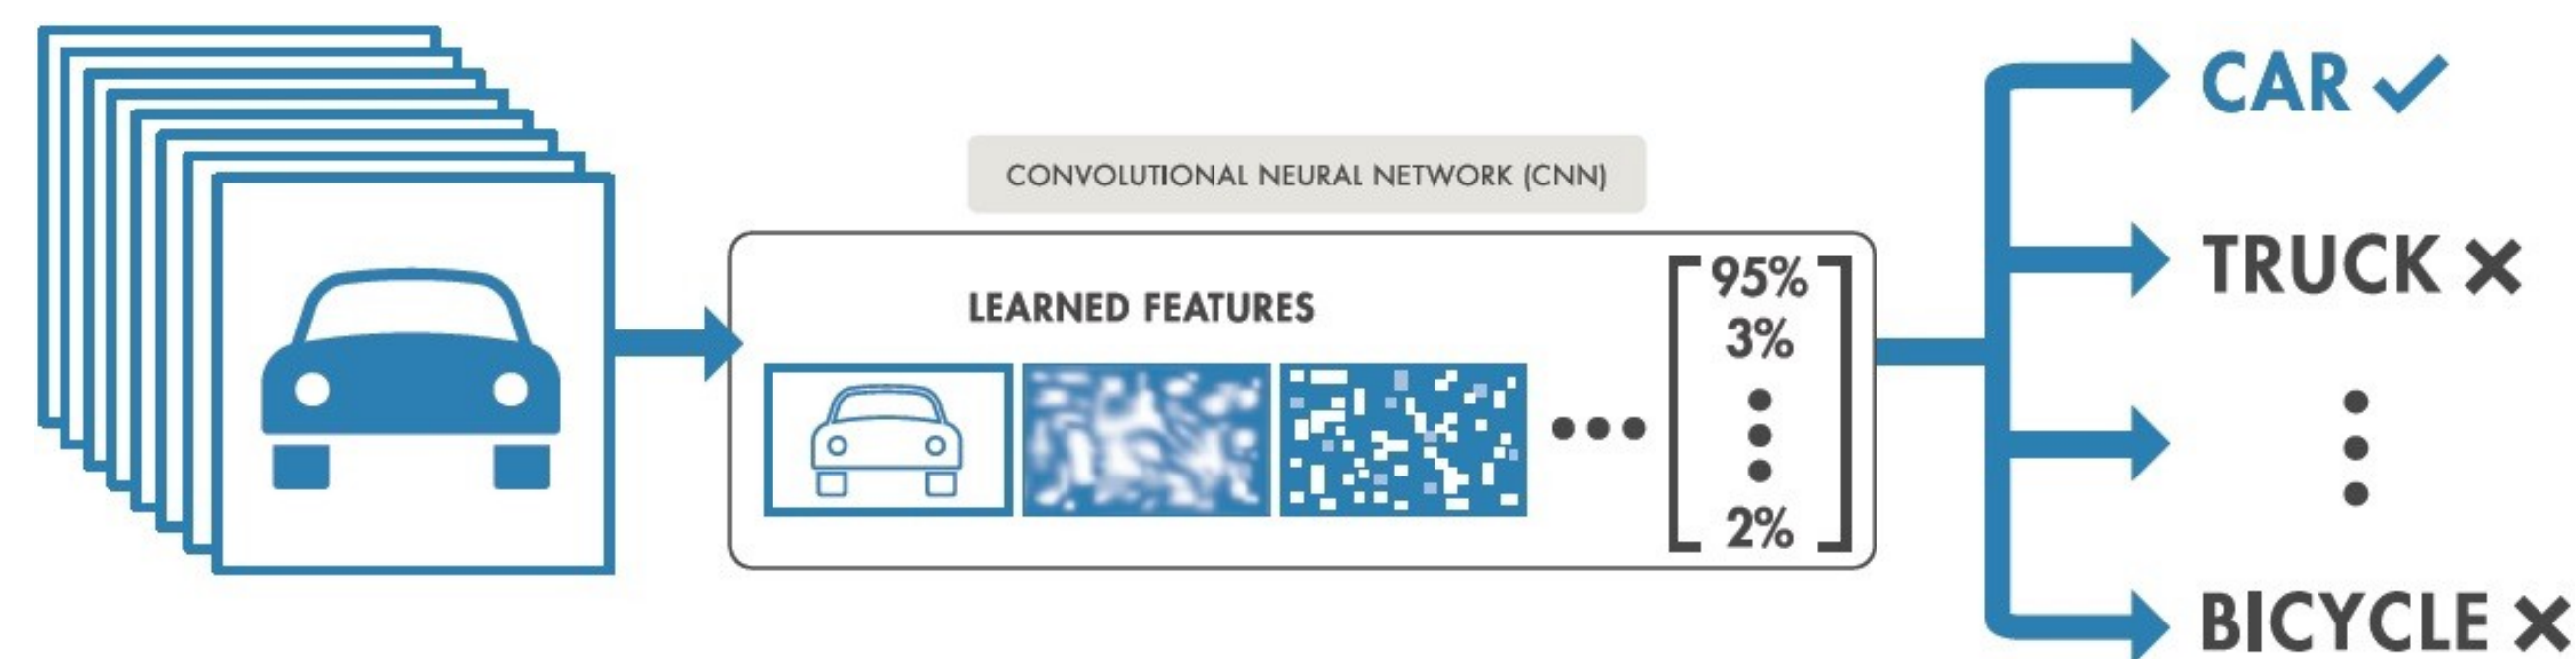 CONVOLUTIONAL NEURAL NETWORK (CNN)
LEARNED FEATURES
95%
3%
2%
CAR
TRUCK
BICYCLE